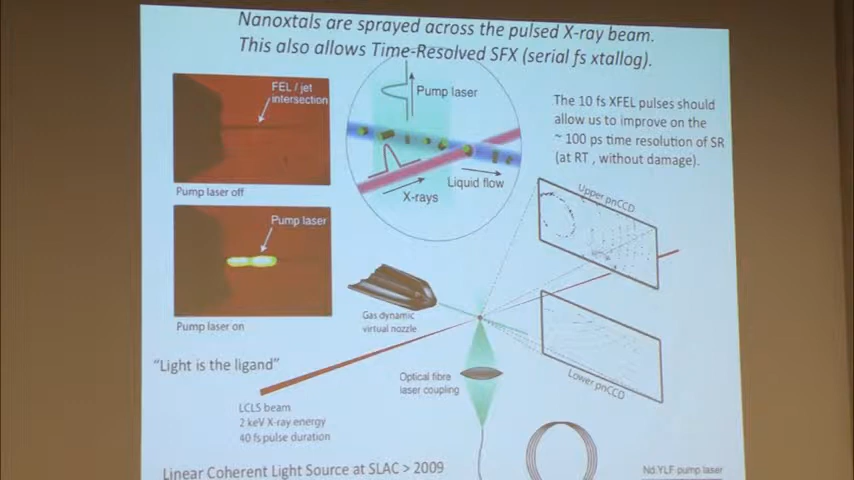 Nanoxtals are sprayed across the pulsed X-ray beam.
This also allows Time-Resolved SFX (serial fs xtallog).
FEL / jet
intersection
Pump laser off
Pump laser
X-rays
Liquid flow
The 10 fs XFEL pulses should
allow us to improve on the
~ 100 ps time resolution of SR
(at RT , without damage).
Pump laser
Pump laser on
Upper pnCCD
Gas dynamic
virtual nozzle
"Light is the ligand"
Optical fibre
laser coupling
Lower pnCCD
LCLS beam
2 keV X-ray energy
40 fs pulse duration
Linear Coherent Light Source at SLAC > 2009
Nd:YLF pump laser